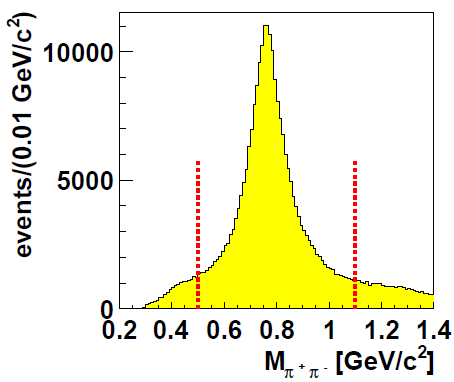 events/(0.01 GeV/c²)
10000
5000
0
0.2 0.4 0.6 0.8 1 1.2 1.4
M π⁺ π⁻ [GeV/c²]